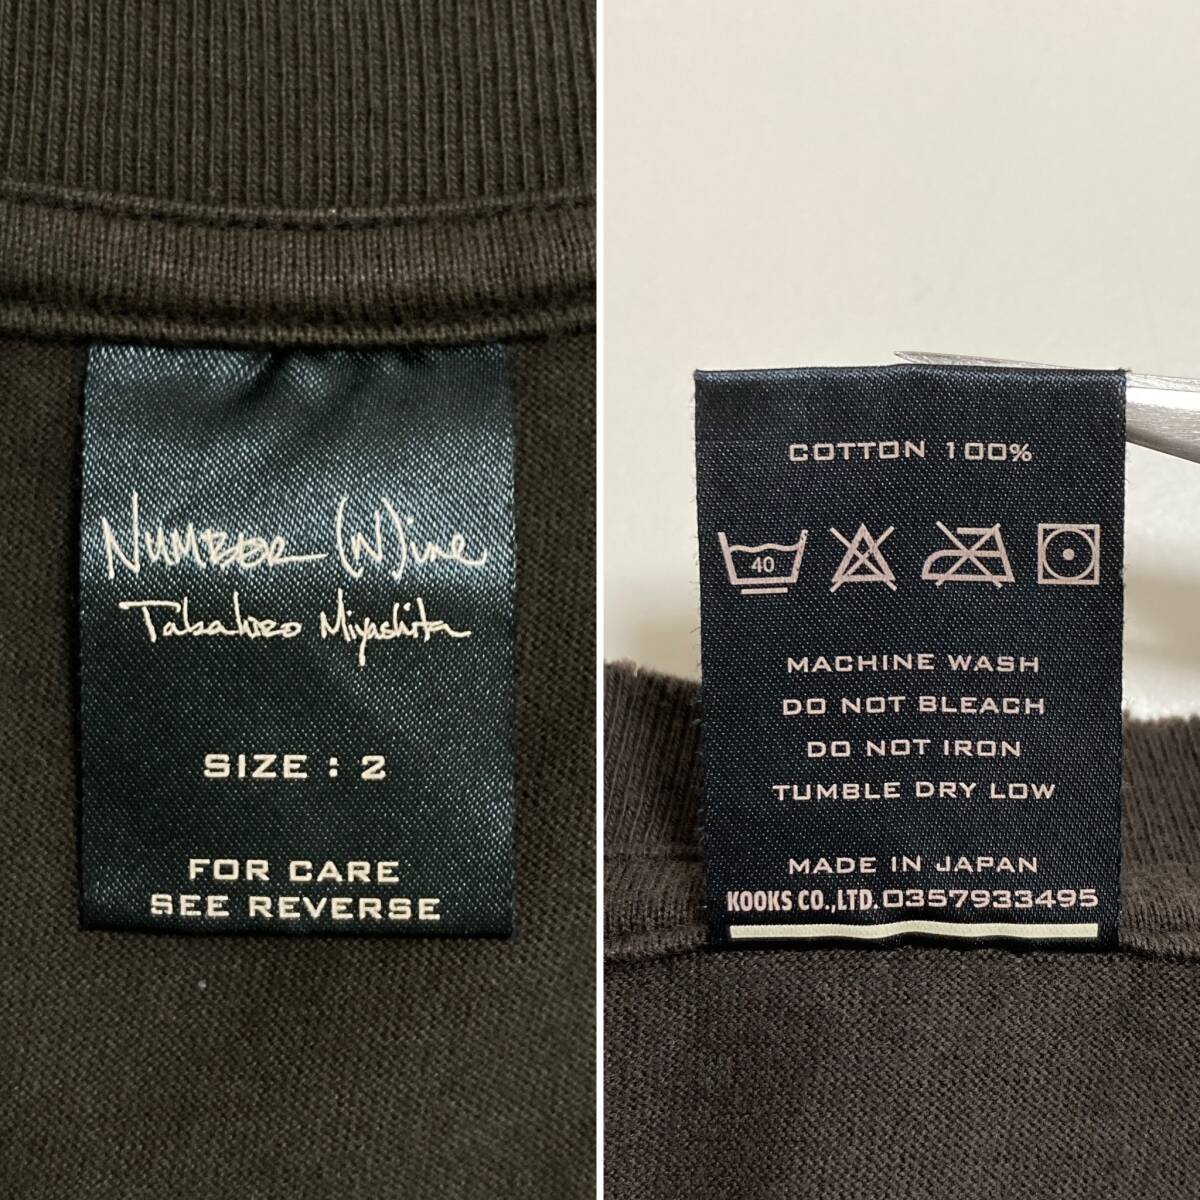 NUMBER (N)ine
Takahiro Miyashita
SIZE : 2
FOR CARE
SEE REVERSE
COTTON 100%
40
MACHINE WASH
DO NOT BLEACH
DO NOT IRON
TUMBLE DRY LOW
MADE IN JAPAN
KOOKS CO.,LTD.0357933495